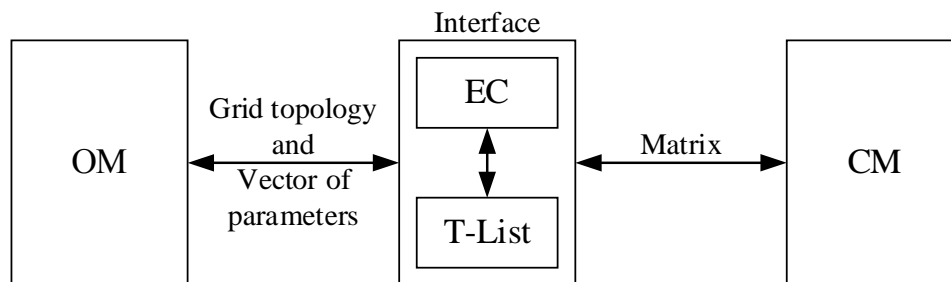 Interface
OM
Grid topology
and
Vector of
parameters
EC
T-List
Matrix
CM